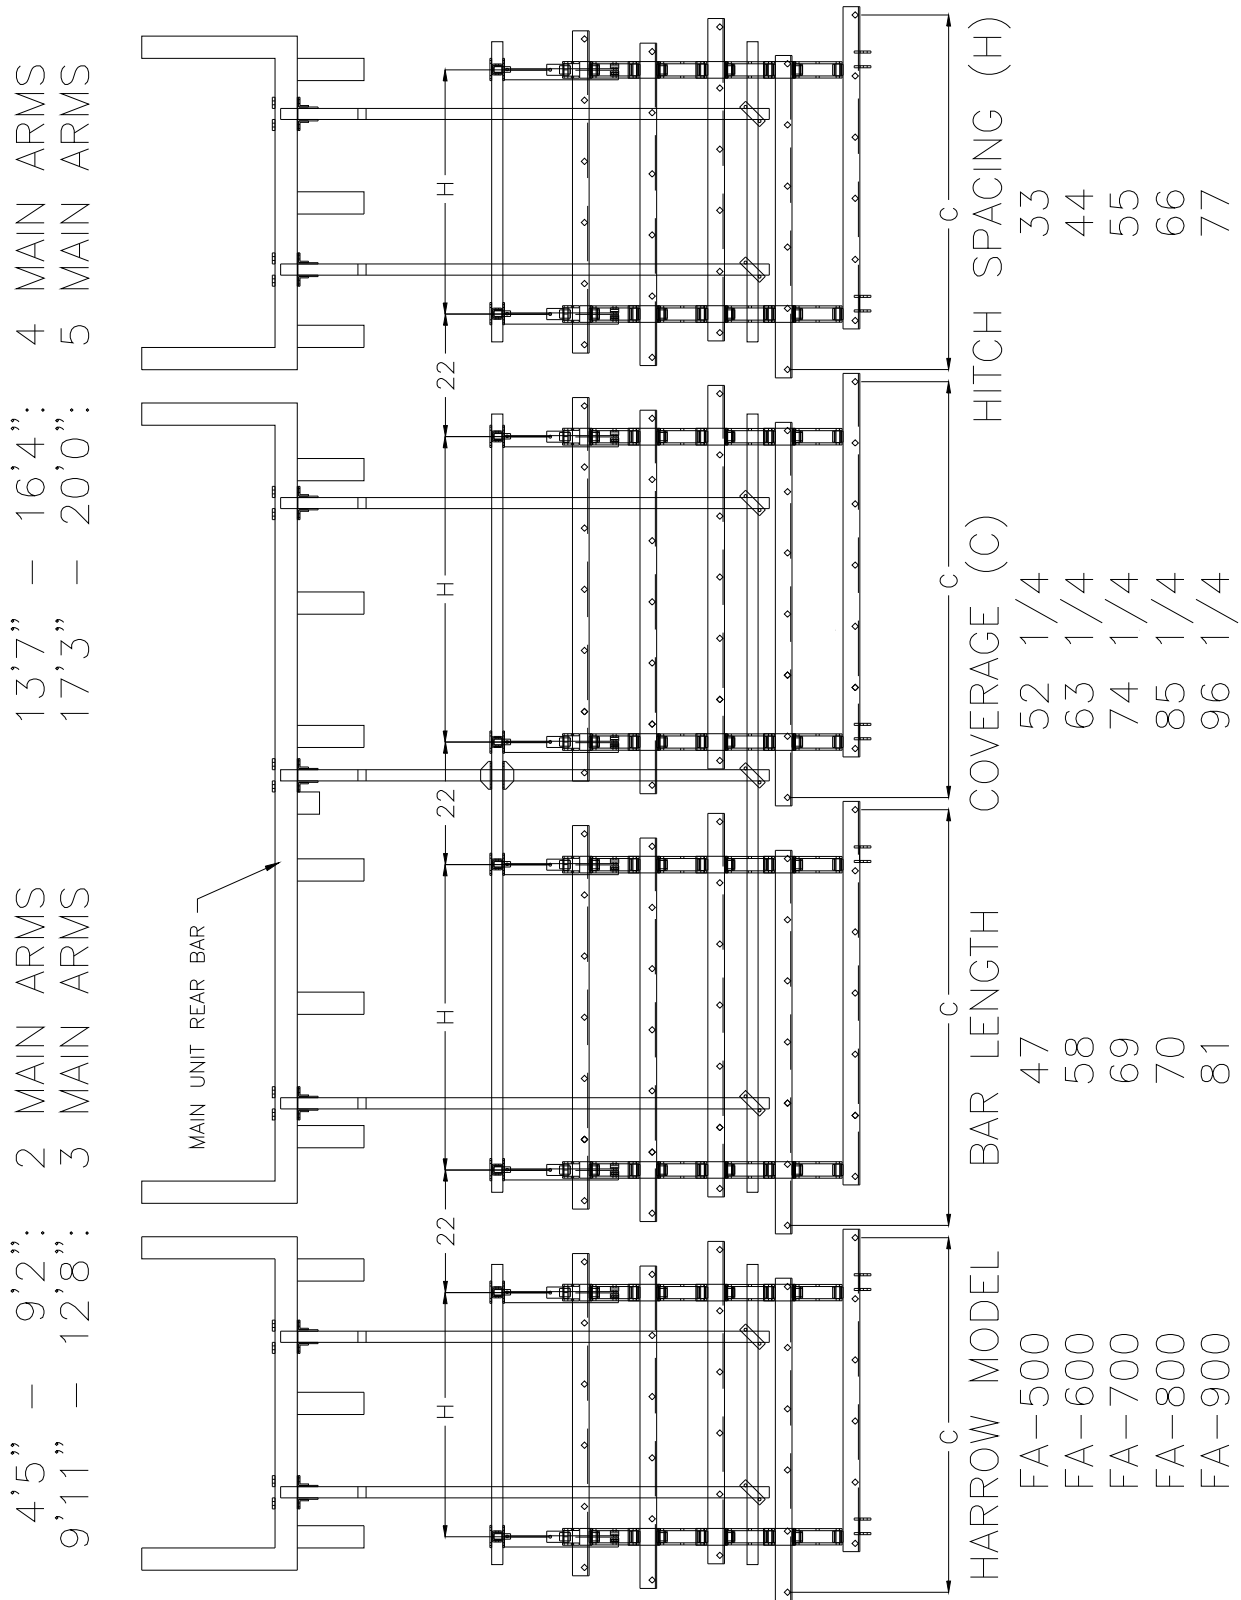 4'5" – 9'2": 2 MAIN ARMS 13'7" – 16'4": 4 MAIN ARMS
9'11" – 12'8": 3 MAIN ARMS 17'3" – 20'0": 5 MAIN ARMS
MAIN UNIT REAR BAR
H 22 H 22 H 22 H
C C C C
HARROW MODEL BAR LENGTH COVERAGE (C) HITCH SPACING (H)
FA–500 47 52 1/4 33
FA–600 58 63 1/4 44
FA–700 69 74 1/4 55
FA–800 70 85 1/4 66
FA–900 81 96 1/4 77